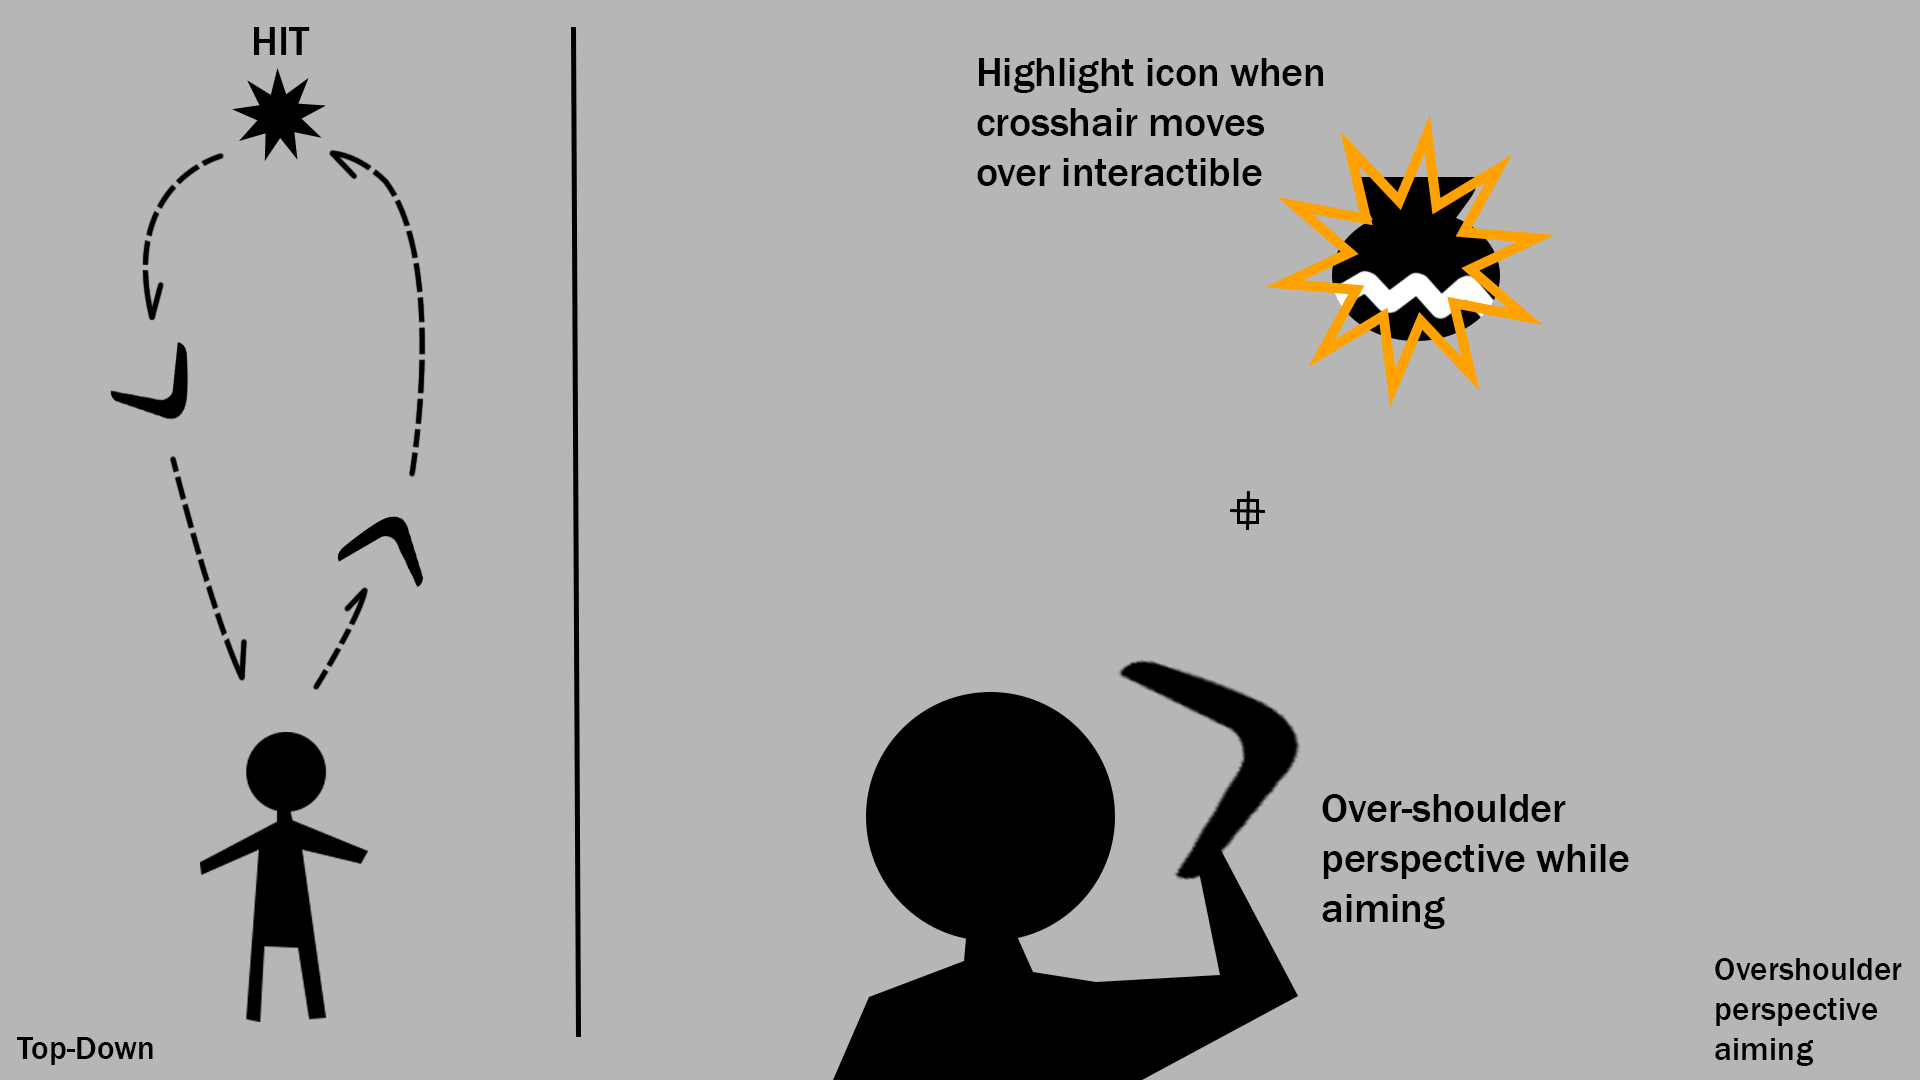 HIT
Highlight icon when
crosshair moves
over interactible
Over-shoulder
perspective while
aiming
Overshoulder
perspective
aiming
Top-Down